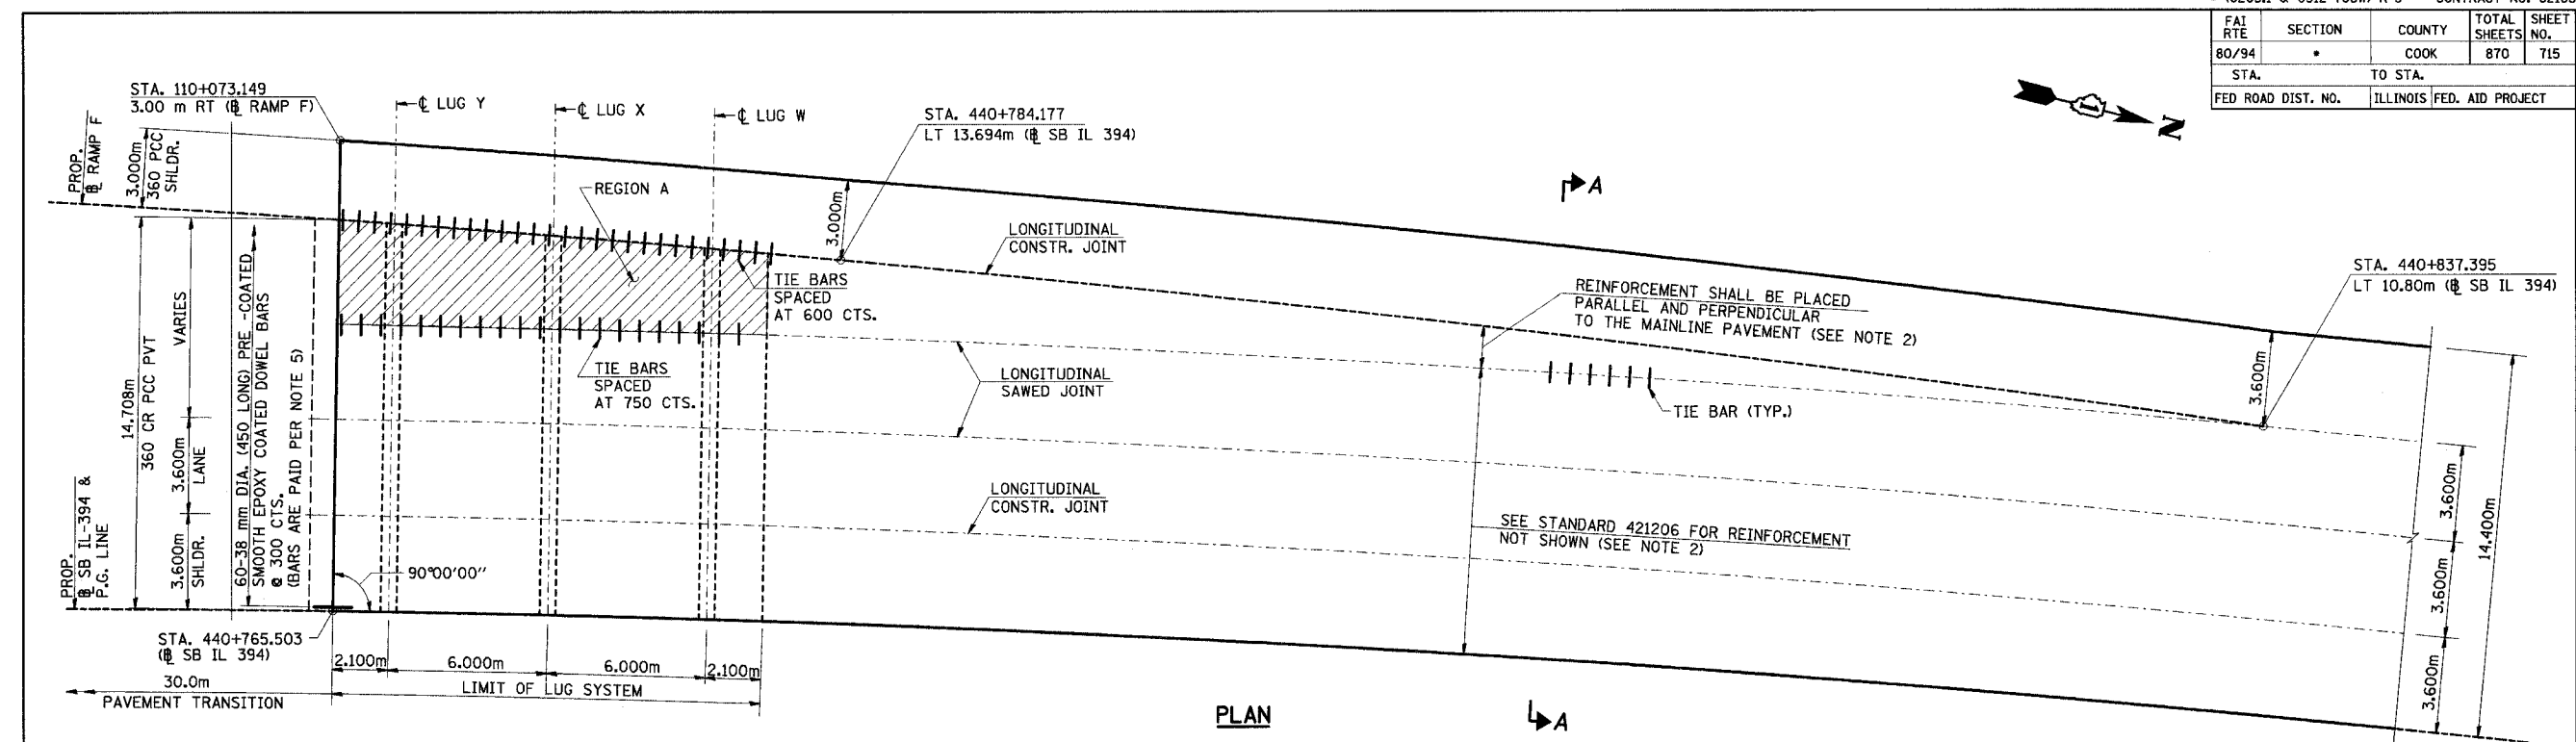 FAI RTE SECTION COUNTY TOTAL SHEETS SHEET NO.
80/94 * COOK 870 715
STA. TO STA.
FED ROAD DIST. NO. ILLINOIS FED. AID PROJECT
STA. 110+073.149
3.00 m RT (℄ RAMP F)
℄ LUG Y
℄ LUG X
℄ LUG W
STA. 440+784.177
LT 13.694m (℄ SB IL 394)
N
A
PROP.
℄ RAMP F
3.000m
360 PCC
SHLDR.
REGION A
3.000m
LONGITUDINAL
CONSTR. JOINT
STA. 440+837.395
LT 10.80m (℄ SB IL 394)
TIE BARS
SPACED
AT 600 CTS.
REINFORCEMENT SHALL BE PLACED
PARALLEL AND PERPENDICULAR
TO THE MAINLINE PAVEMENT (SEE NOTE 2)
14.708m
360 CR PCC PVT
VARIES
3.600m
LANE
3.600m
SHLDR.
60-38 mm DIA. (450 LONG) PRE -COATED
SMOOTH EPOXY COATED DOWEL BARS
@ 300 CTS.
(BARS ARE PAID PER NOTE 5)
TIE BARS
SPACED
AT 750 CTS.
LONGITUDINAL
SAWED JOINT
TIE BAR (TYP.)
3.600m
LONGITUDINAL
CONSTR. JOINT
SEE STANDARD 421206 FOR REINFORCEMENT
NOT SHOWN (SEE NOTE 2)
3.600m
3.600m
3.600m
14.400m
PROP.
℄ SB IL-394 &
P.G. LINE
90°00'00"
STA. 440+765.503
(℄ SB IL 394)
2.100m 6.000m 6.000m 2.100m
30.0m
PAVEMENT TRANSITION
LIMIT OF LUG SYSTEM
PLAN
A